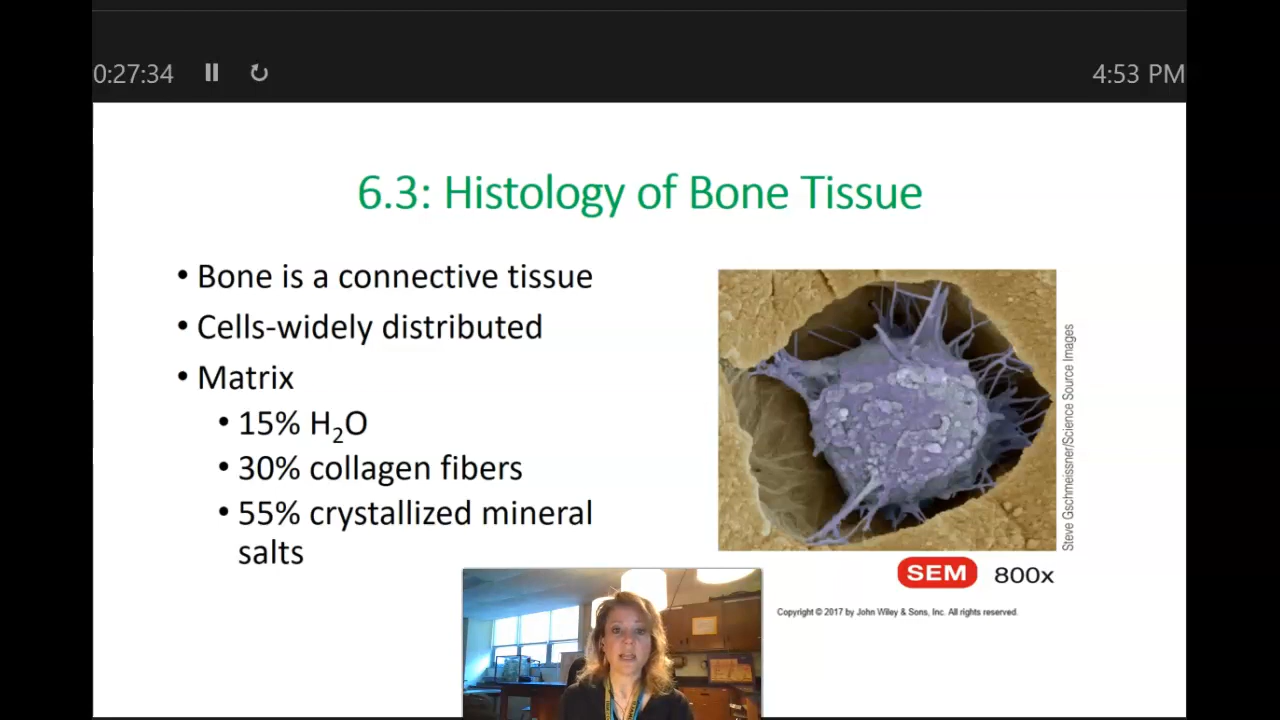 0:27:34
4:53 PM
6.3: Histology of Bone Tissue
• Bone is a connective tissue
• Cells-widely distributed
• Matrix
• 15% H₂O
• 30% collagen fibers
• 55% crystallized mineral
salts
Steve Gschmeissner/Science Source Images
SEM 800x
Copyright © 2017 by John Wiley & Sons, Inc. All rights reserved.